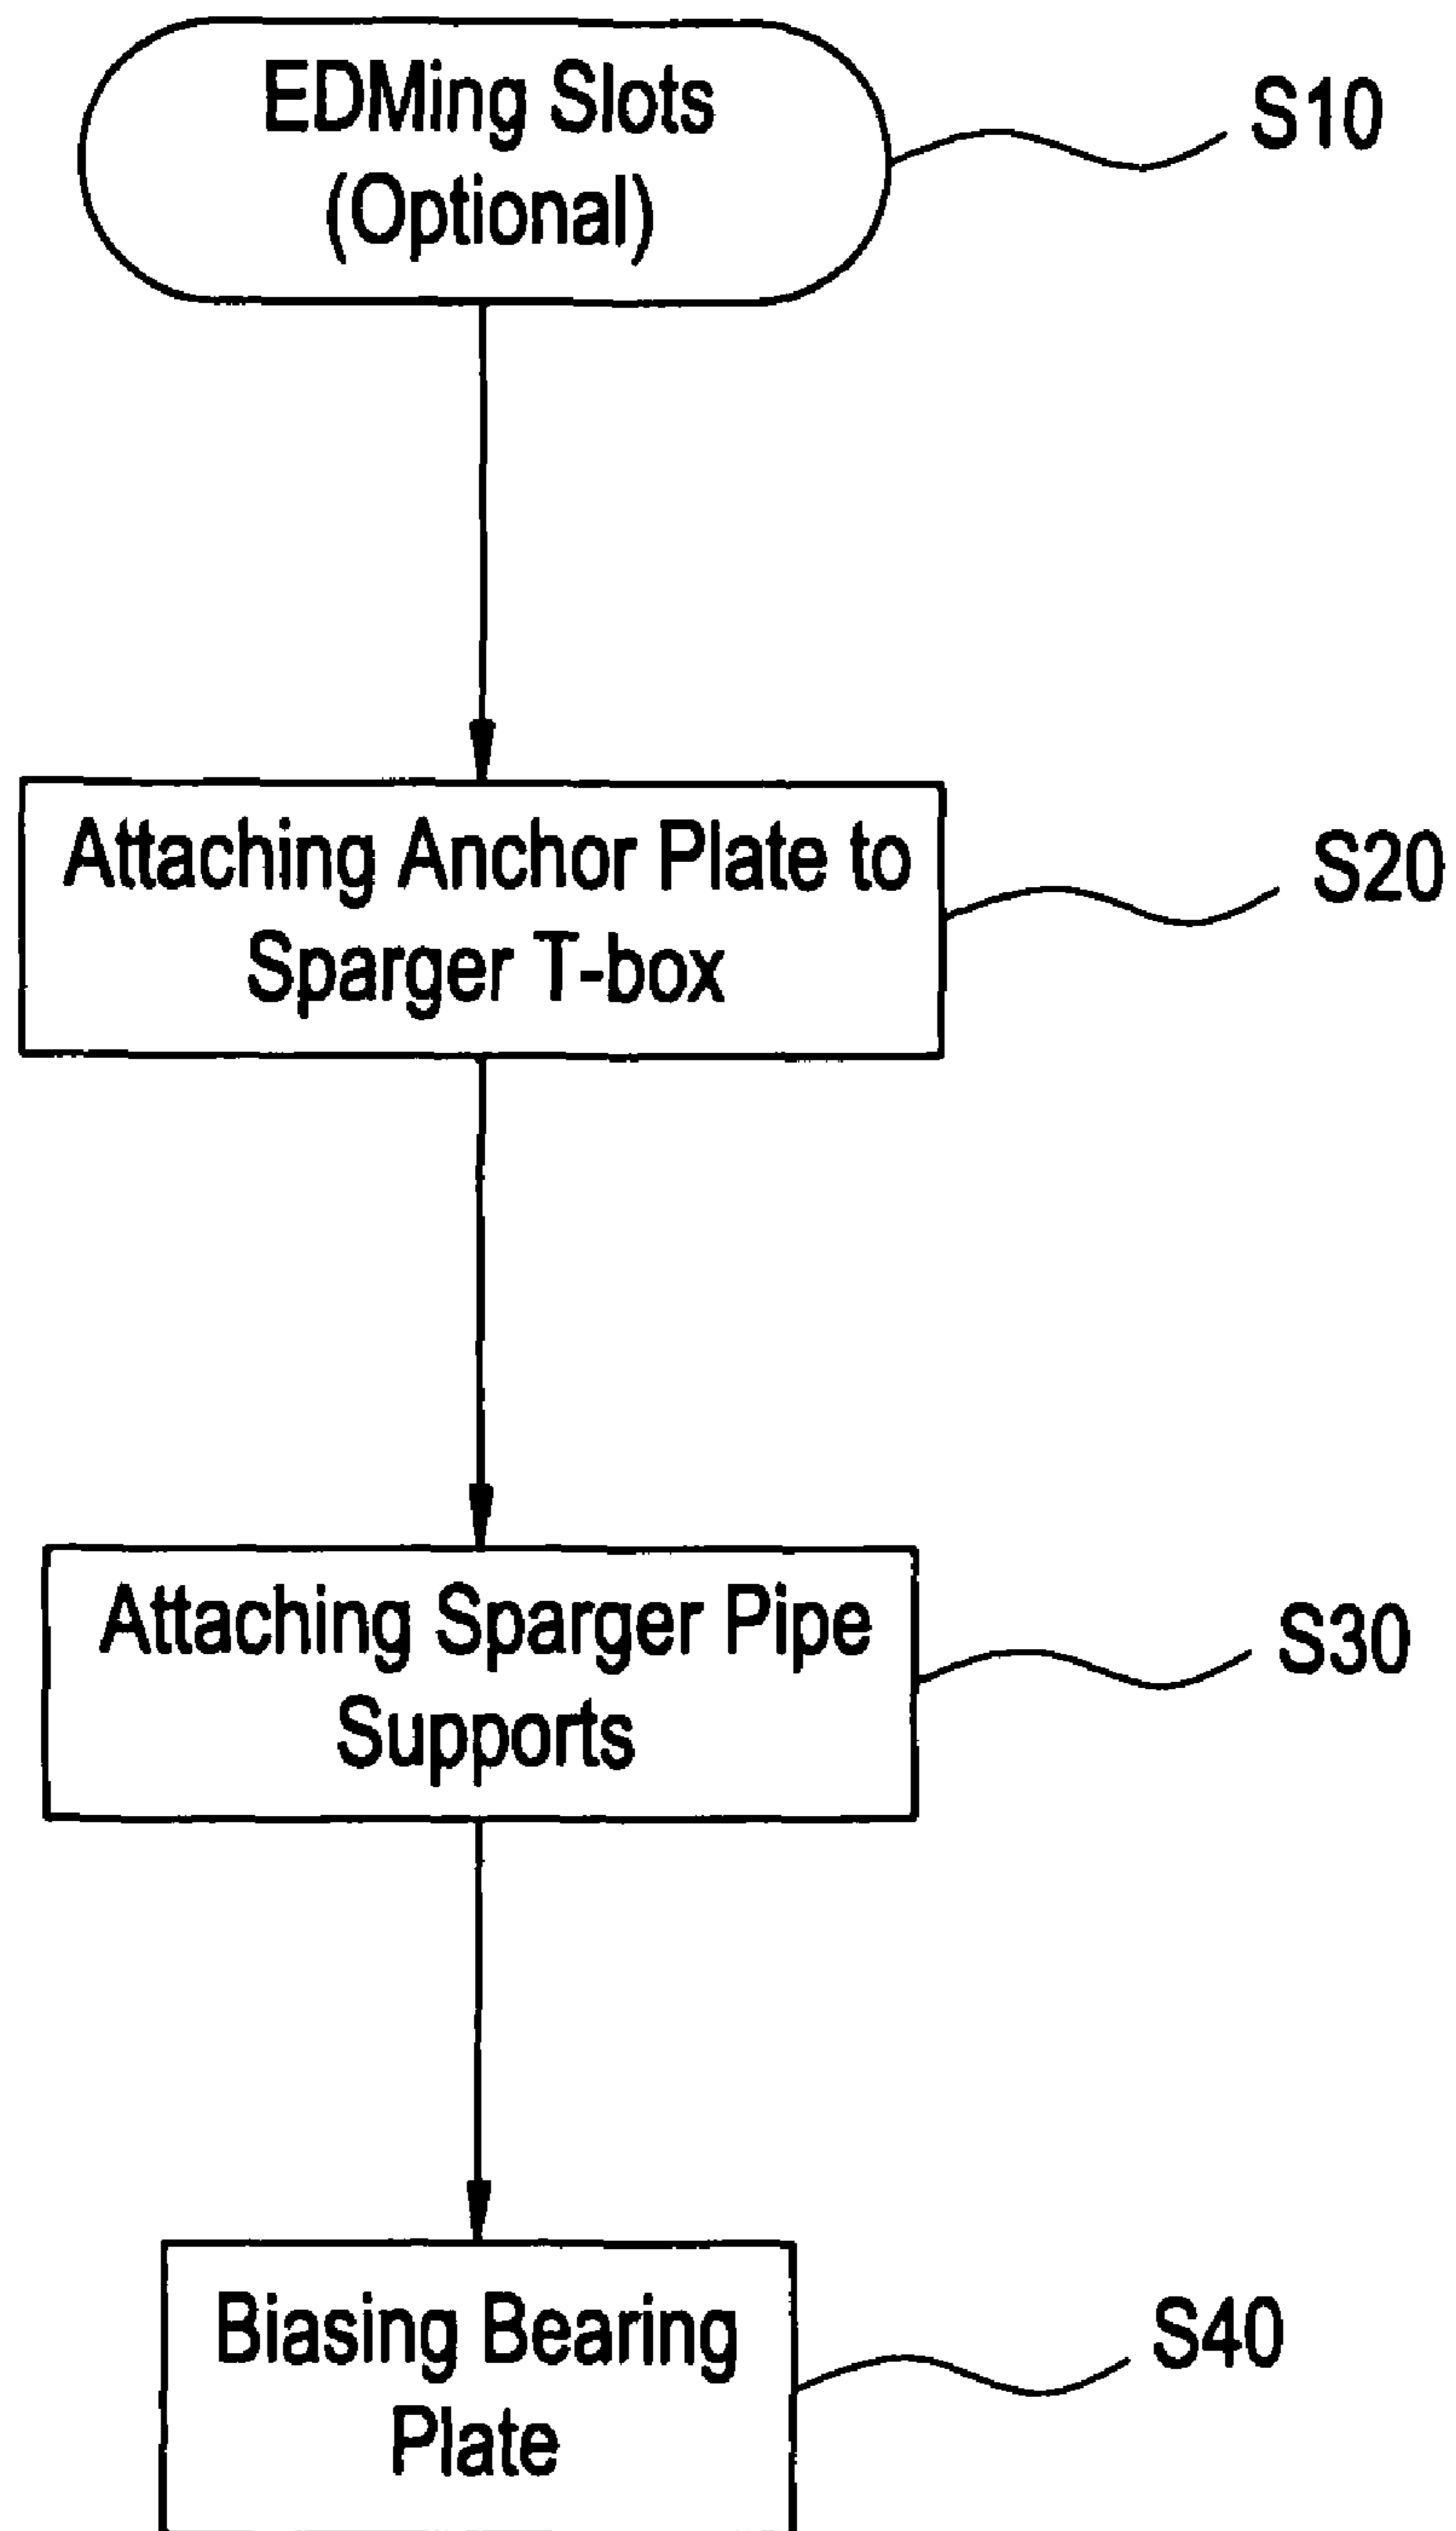 EDMing Slots
(Optional)
S10
Attaching Anchor Plate to
Sparger T-box
S20
Attaching Sparger Pipe
Supports
S30
Biasing Bearing
Plate
S40